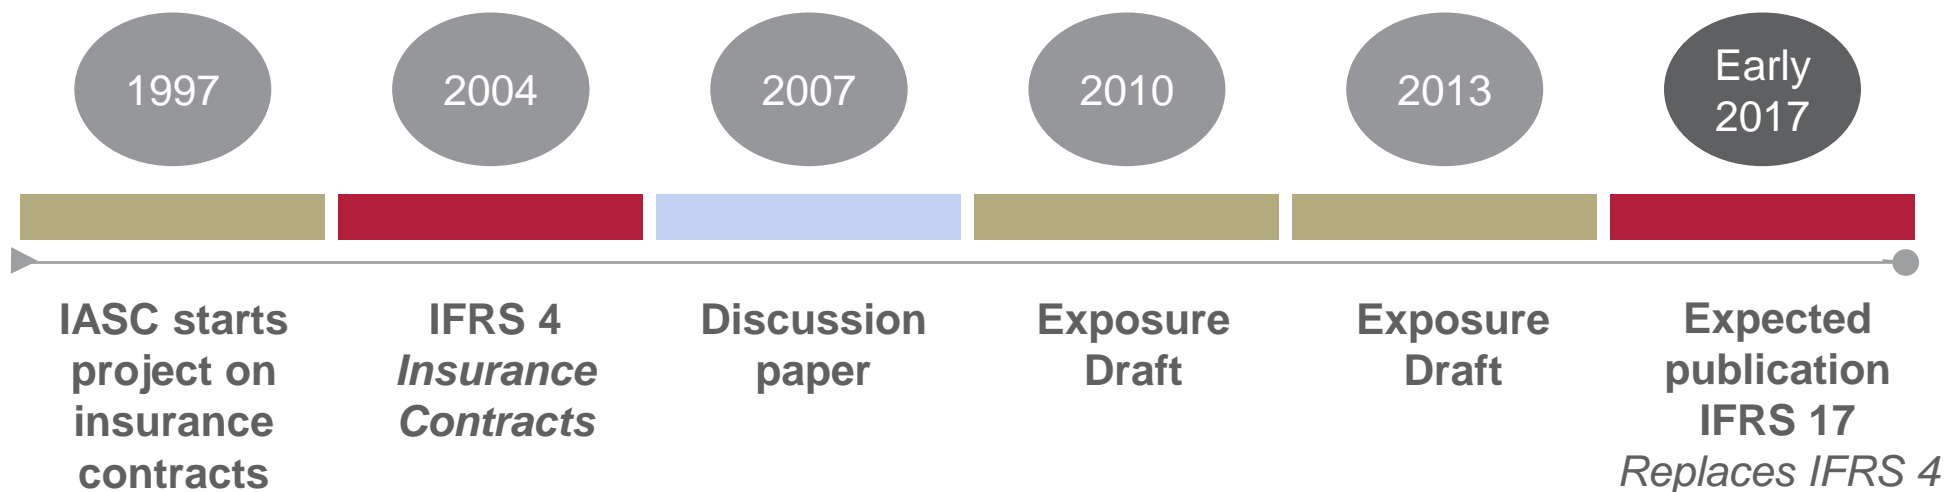 1997
2004
2007
2010
2013
Early
2017
IASC starts
project on
insurance
contracts
IFRS 4
Insurance
Contracts
Discussion
paper
Exposure
Draft
Exposure
Draft
Expected
publication
IFRS 17
Replaces IFRS 4